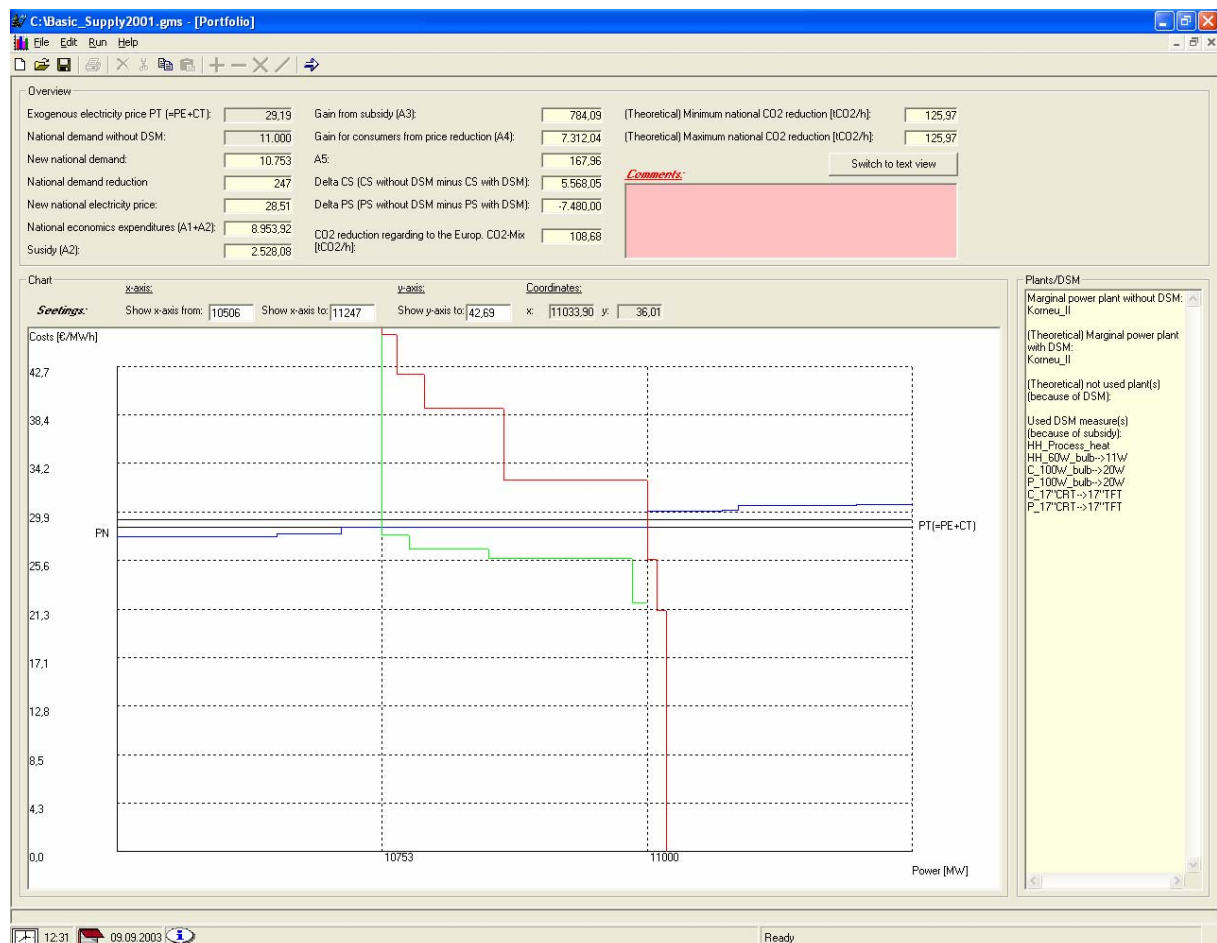 C:\Basic_Supply2001.gms - [Portfolio]
File Edit Run Help
Overview
Exogenous electricity price PT (=PE+CT): 29,19
National demand without DSM: 11.000
New national demand: 10.753
National demand reduction 247
New national electricity price: 28,51
National economics expenditures (A1+A2): 8.953,92
Susidy (A2): 2.528,08
Gain from subsidy (A3): 784,09
Gain for consumers from price reduction (A4): 7.312,04
A5: 167,96
Delta CS (CS without DSM minus CS with DSM): 5.568,05
Delta PS (PS without DSM minus PS with DSM): -7.480,00
CO2 reduction regarding to the Europ. CO2-Mix
[tCO2/h]: 108,68
(Theoretical) Minimum national CO2 reduction [tCO2/h]: 125,97
(Theoretical) Maximum national CO2 reduction [tCO2/h]: 125,97
Switch to text view
Comments:
Chart
x-axis: y-axis: Coordinates:
Seetings: Show x-axis from: 10506 Show x-axis to: 11247 Show y-axis to: 42,69 x: 11033,90 y: 36,01
Costs [€/MWh]
42,7
38,4
34,2
29,9
PN
PT(=PE+CT)
25,6
21,3
17,1
12,8
8,5
4,3
0,0
10753 11000
Power [MW]
Plants/DSM
Marginal power plant without DSM:
Korneu_II
(Theoretical) Marginal power plant
with DSM:
Korneu_II
(Theoretical) not used plant(s)
(because of DSM):
Used DSM measure(s)
(because of subsidy):
HH_Process_heat
HH_60W_bulb-->11W
C_100W_bulb-->20W
P_100W_bulb-->20W
C_17"CRT-->17"TFT
P_17"CRT-->17"TFT
12:31 09.09.2003 Ready